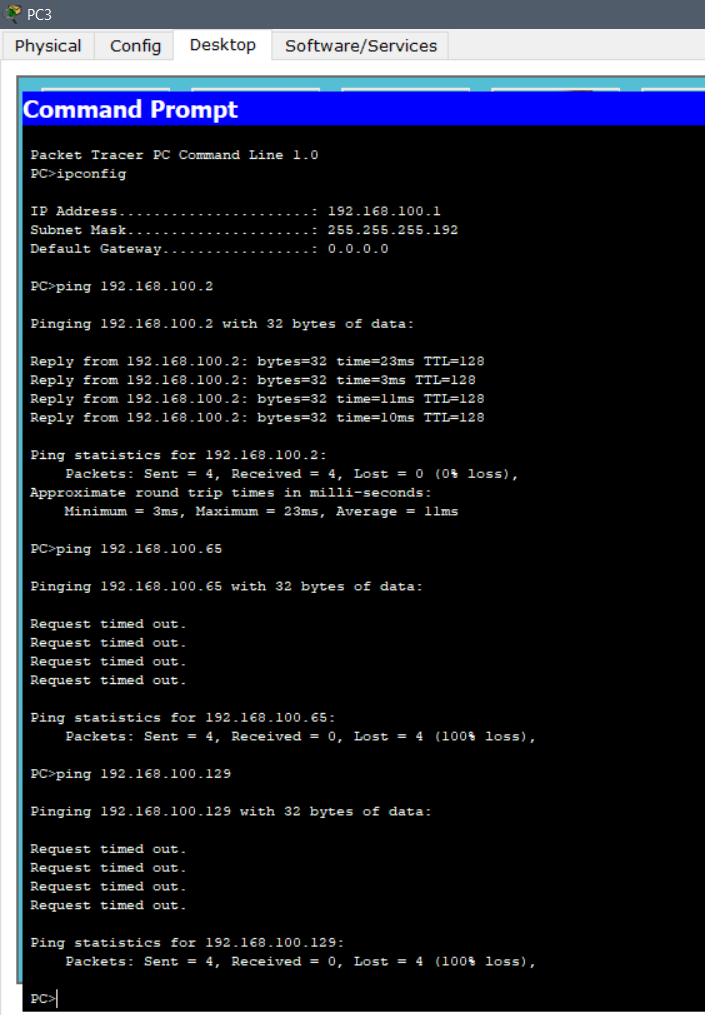 PC3
Physical Config Desktop Software/Services
Command Prompt
Packet Tracer PC Command Line 1.0
PC>ipconfig
IP Address......................: 192.168.100.1
Subnet Mask.....................: 255.255.255.192
Default Gateway.................: 0.0.0.0
PC>ping 192.168.100.2
Pinging 192.168.100.2 with 32 bytes of data:
Reply from 192.168.100.2: bytes=32 time=23ms TTL=128
Reply from 192.168.100.2: bytes=32 time=3ms TTL=128
Reply from 192.168.100.2: bytes=32 time=11ms TTL=128
Reply from 192.168.100.2: bytes=32 time=10ms TTL=128
Ping statistics for 192.168.100.2:
Packets: Sent = 4, Received = 4, Lost = 0 (0% loss),
Approximate round trip times in milli-seconds:
Minimum = 3ms, Maximum = 23ms, Average = 11ms
PC>ping 192.168.100.65
Pinging 192.168.100.65 with 32 bytes of data:
Request timed out.
Request timed out.
Request timed out.
Request timed out.
Ping statistics for 192.168.100.65:
Packets: Sent = 4, Received = 0, Lost = 4 (100% loss),
PC>ping 192.168.100.129
Pinging 192.168.100.129 with 32 bytes of data:
Request timed out.
Request timed out.
Request timed out.
Request timed out.
Ping statistics for 192.168.100.129:
Packets: Sent = 4, Received = 0, Lost = 4 (100% loss),
PC>